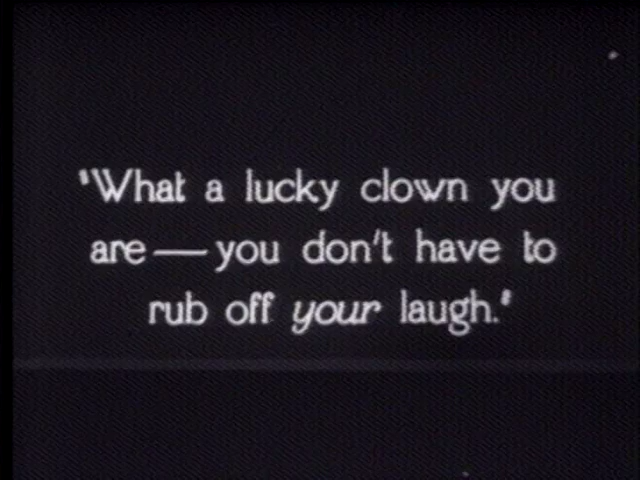 "What a lucky clown you
are — you don't have to
rub off your laugh."